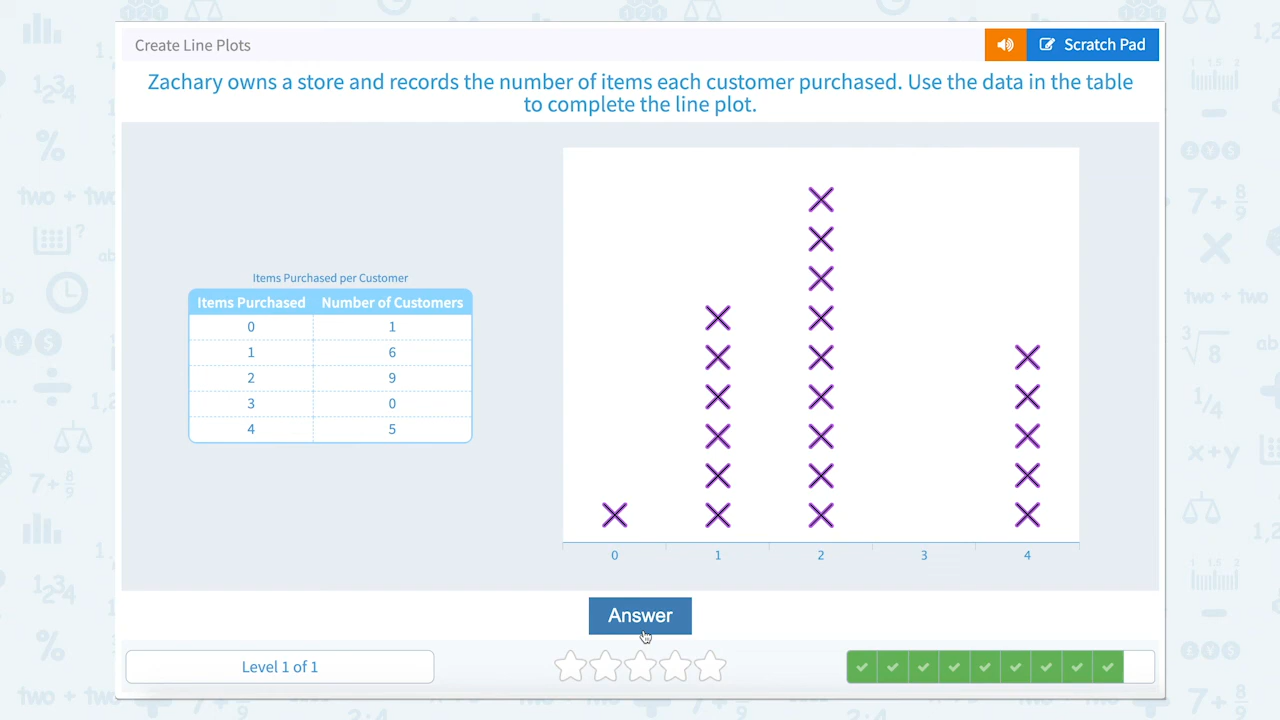 Create Line Plots
Scratch Pad
Zachary owns a store and records the number of items each customer purchased. Use the data in the table
to complete the line plot.
Items Purchased per Customer
Items Purchased Number of Customers
0 1
1 6
2 9
3 0
4 5
0 1 2 3 4
Answer
Level 1 of 1